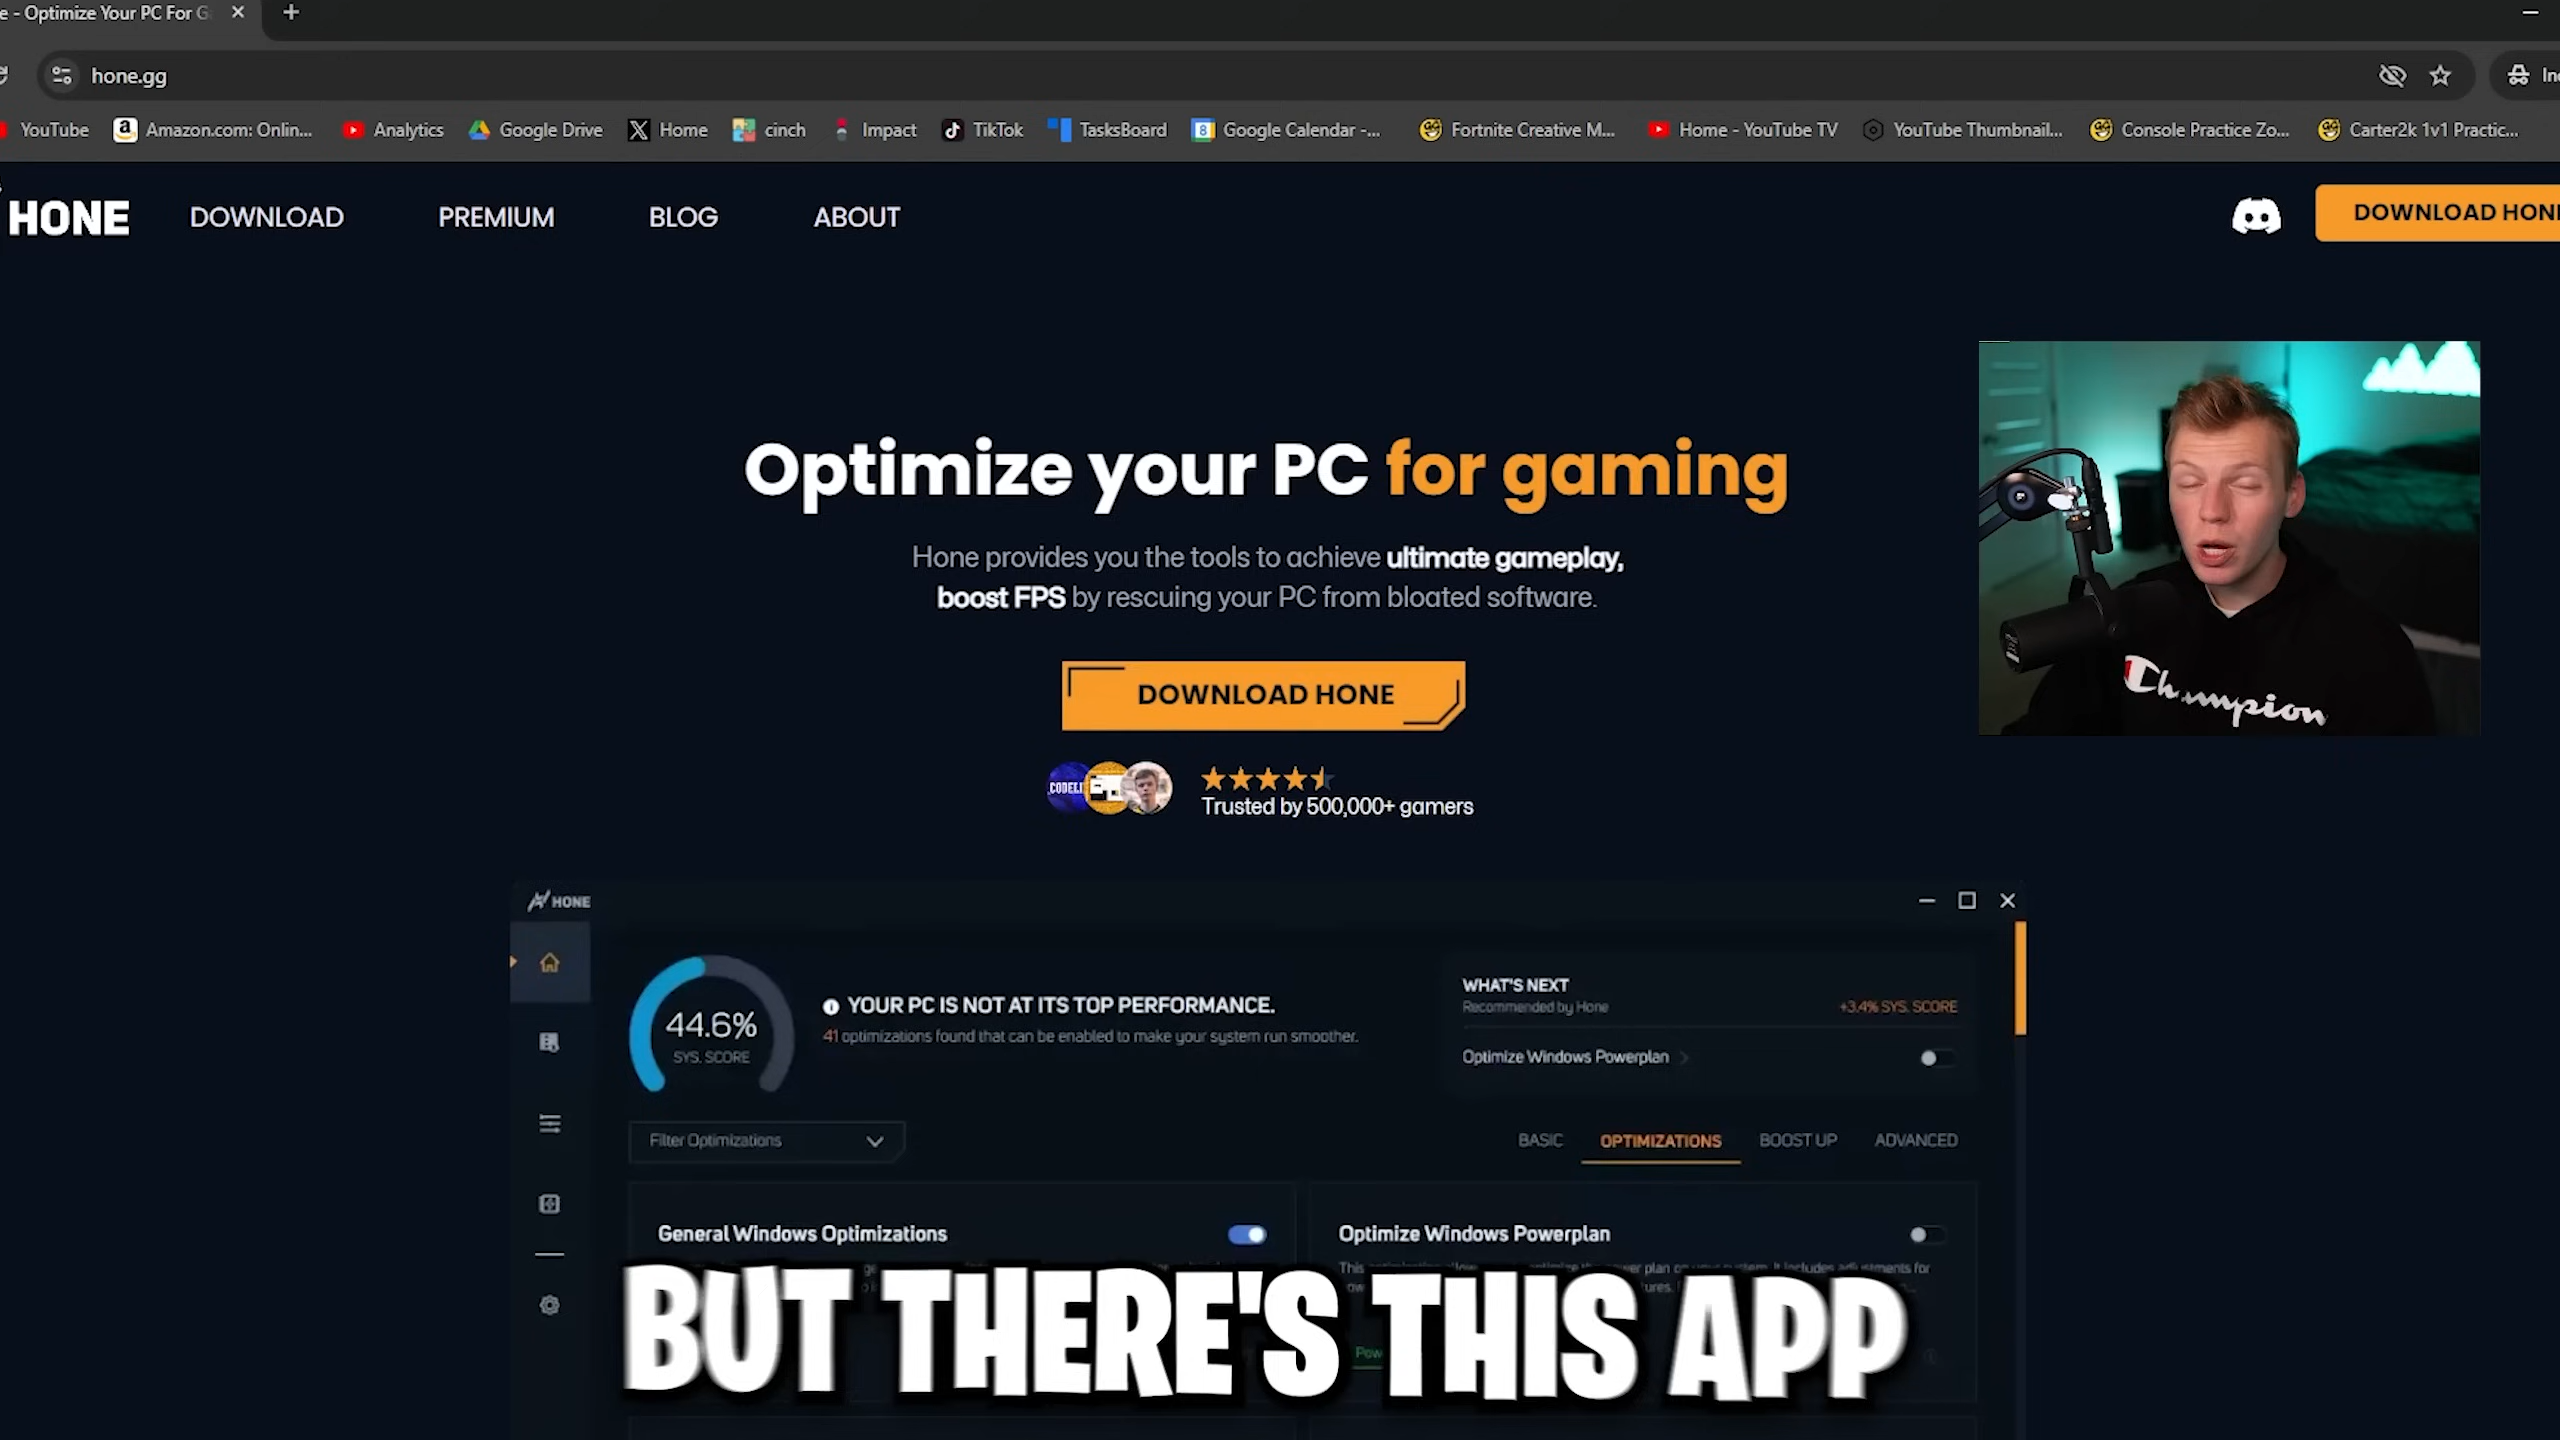 e - Optimize Your PC For G
hone.gg
YouTube
Amazon.com: Onlin...
Analytics
Google Drive
Home
cinch
Impact
TikTok
TasksBoard
Google Calendar -...
Fortnite Creative M...
Home - YouTube TV
YouTube Thumbnail...
Console Practice Zo...
Carter2k 1v1 Practic...
HONE
DOWNLOAD
PREMIUM
BLOG
ABOUT
DOWNLOAD HONE
Optimize your PC for gaming
Hone provides you the tools to achieve ultimate gameplay,
boost FPS by rescuing your PC from bloated software.
DOWNLOAD HONE
Champion
CODELI
Trusted by 500,000+ gamers
HONE
44.6%
SYS. SCORE
YOUR PC IS NOT AT ITS TOP PERFORMANCE.
41 optimizations found that can be enabled to make your system run smoother.
WHAT'S NEXT
Recommended by Hone
+3.4% SYS. SCORE
Optimize Windows Powerplan
Filter Optimizations
BASIC
OPTIMIZATIONS
BOOST UP
ADVANCED
General Windows Optimizations
Optimize Windows Powerplan
BUT THERE'S THIS APP